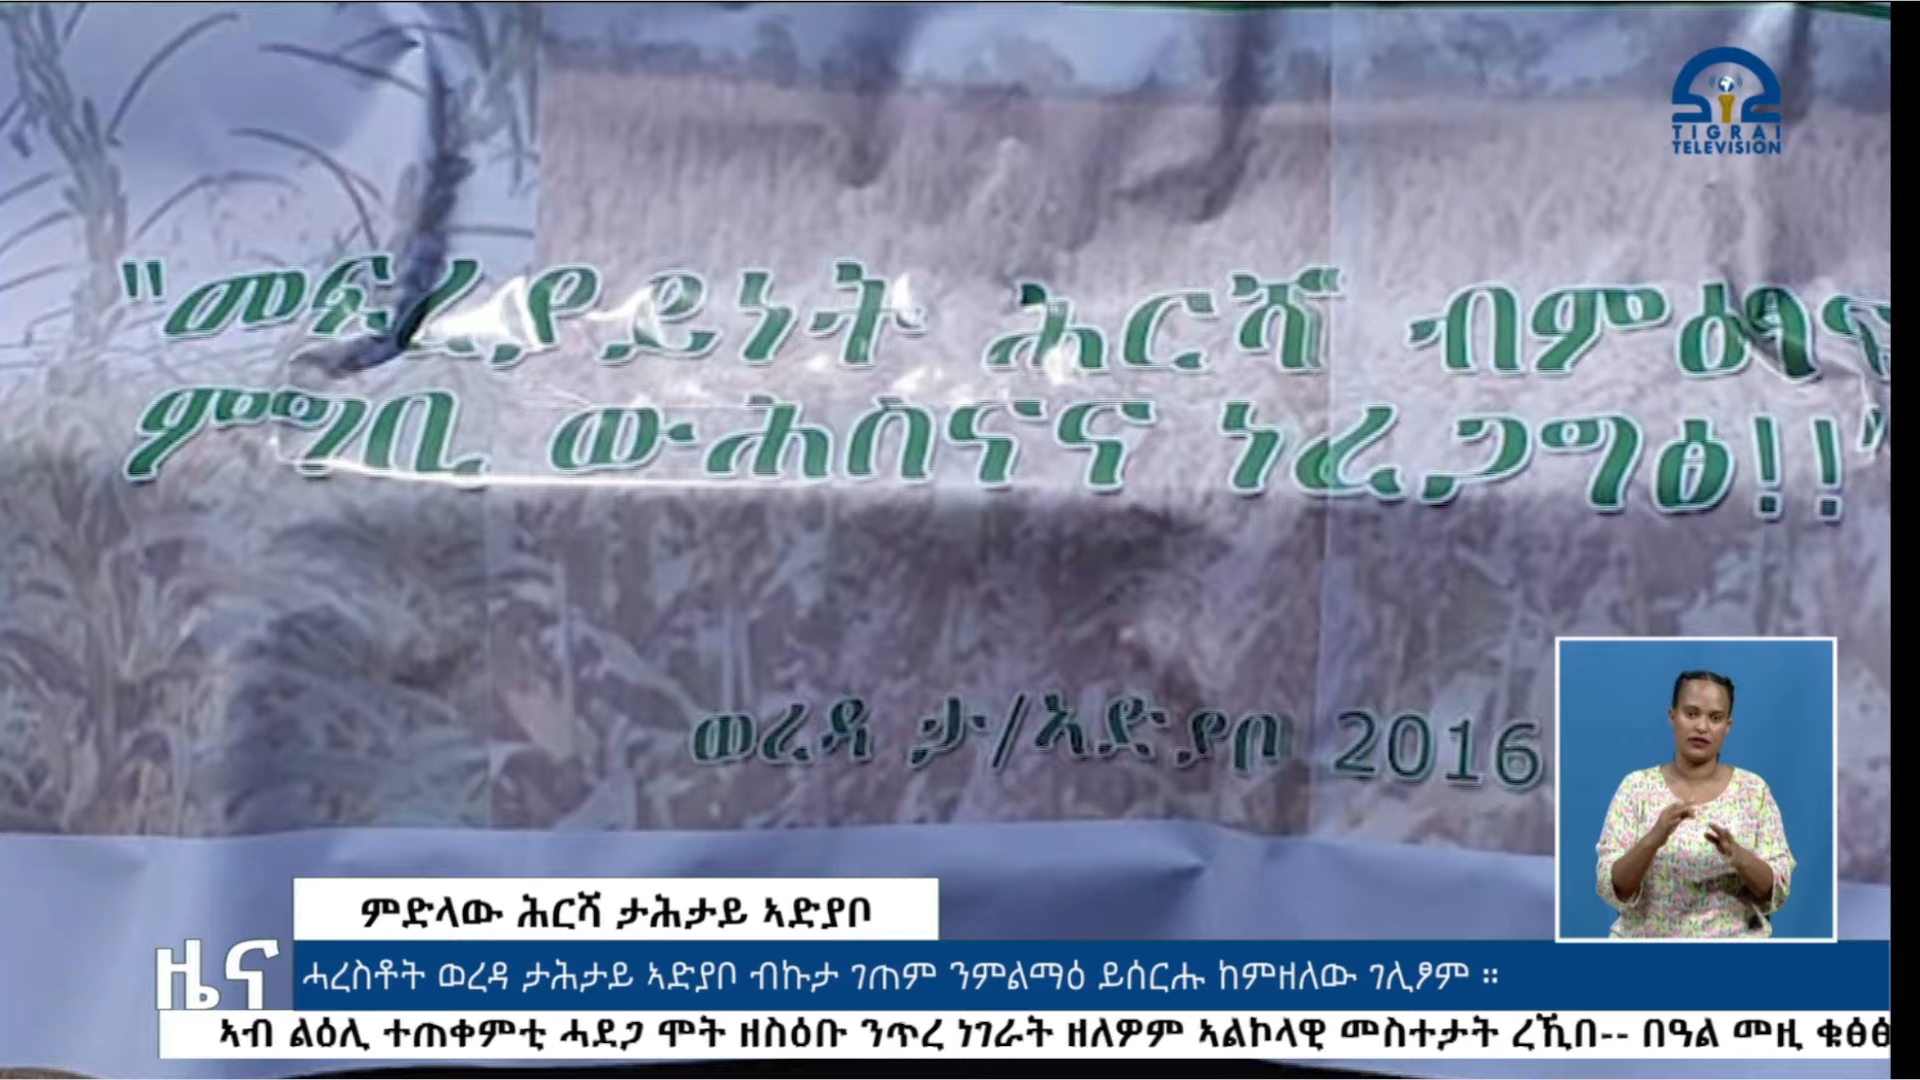 TIGRAI
TELEVISION
"መፍረያይነት ሕርሻ ብምዕባ
ምግቢ ውሕስናና ነረጋግፅ!!"
ወረዳ ታ/ኣድያቦ 2016
ምድላው ሕርሻ ታሕታይ ኣድያቦ
ዜና
ሓረስቶት ወረዳ ታሕታይ ኣድያቦ ብኩታ ገጠም ንምልማዕ ይሰርሑ ከምዘለው ገሊፆም ።
ኣብ ልዕሊ ተጠቀምቲ ሓደጋ ሞት ዘስዕቡ ንጥረ ነገራት ዘለዎም ኣልኮላዊ መስተታት ረኺበ-- በዓል መዚ ቁፅፅ